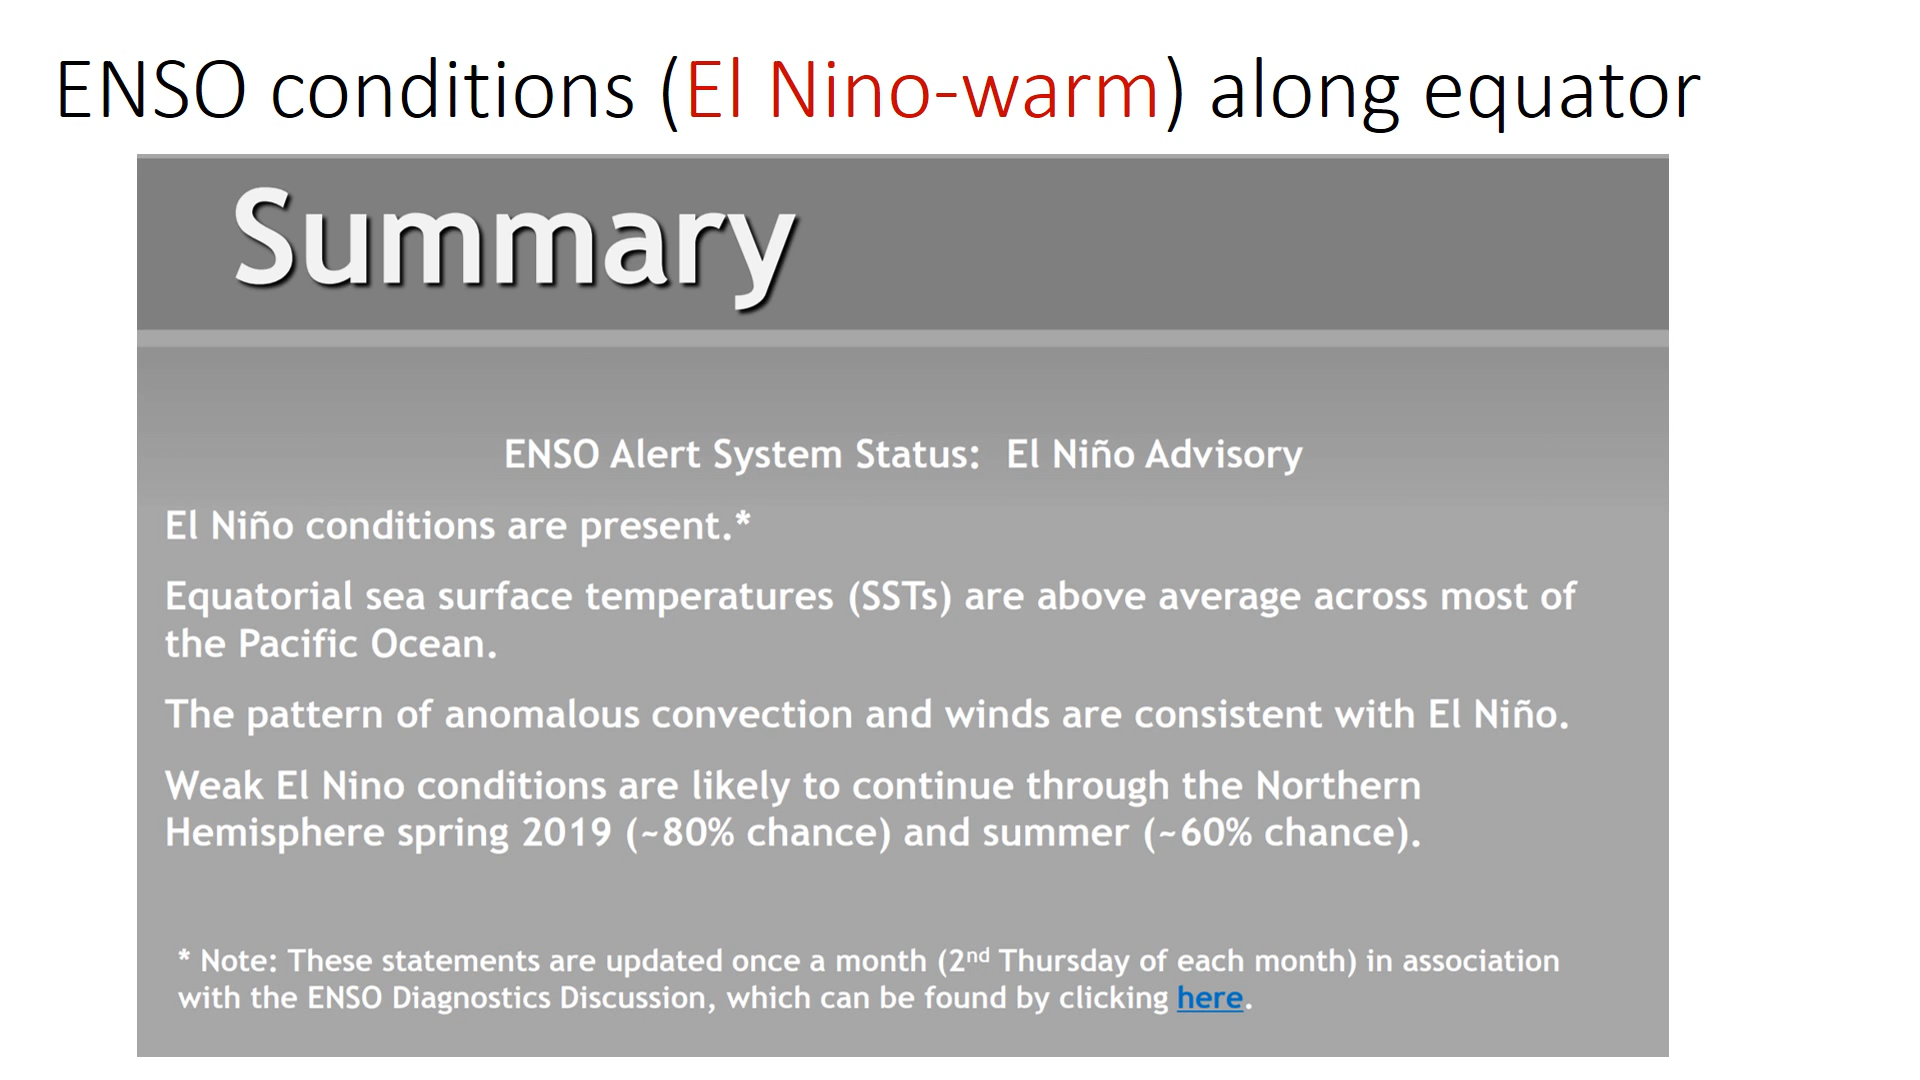 ENSO conditions (El Nino-warm) along equator
Summary
ENSO Alert System Status: El Niño Advisory
El Niño conditions are present.*
Equatorial sea surface temperatures (SSTs) are above average across most of
the Pacific Ocean.
The pattern of anomalous convection and winds are consistent with El Niño.
Weak El Nino conditions are likely to continue through the Northern
Hemisphere spring 2019 (~80% chance) and summer (~60% chance).
* Note: These statements are updated once a month (2nd Thursday of each month) in association
with the ENSO Diagnostics Discussion, which can be found by clicking here.